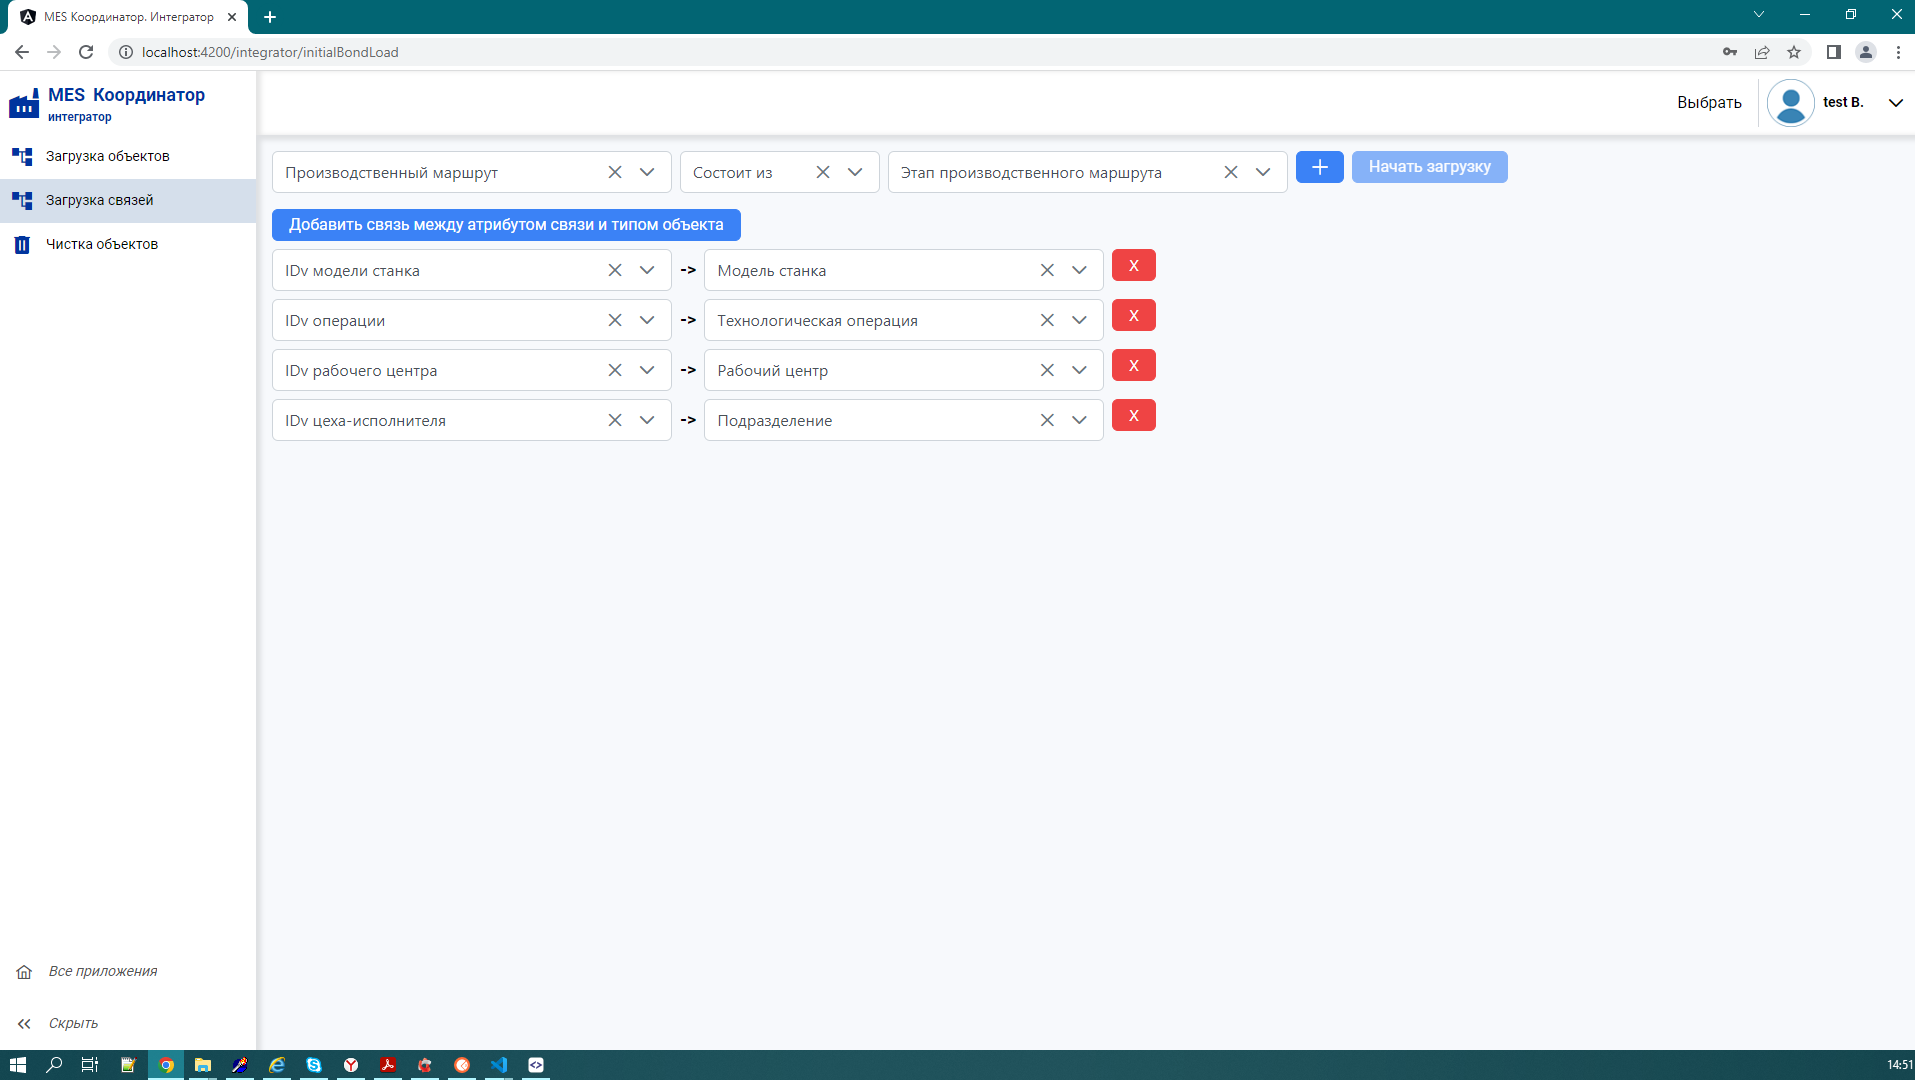 MES Координатор. Интегратор
localhost:4200/integrator/initialBondLoad
MES Координатор
интегратор
Выбрать
test B.
Загрузка объектов
Загрузка связей
Чистка объектов
Производственный маршрут
Состоит из
Этап производственного маршрута
Начать загрузку
Добавить связь между атрибутом связи и типом объекта
IDv модели станка -> Модель станка X
IDv операции -> Технологическая операция X
IDv рабочего центра -> Рабочий центр X
IDv цеха-исполнителя -> Подразделение X
Все приложения
Скрыть
14:51